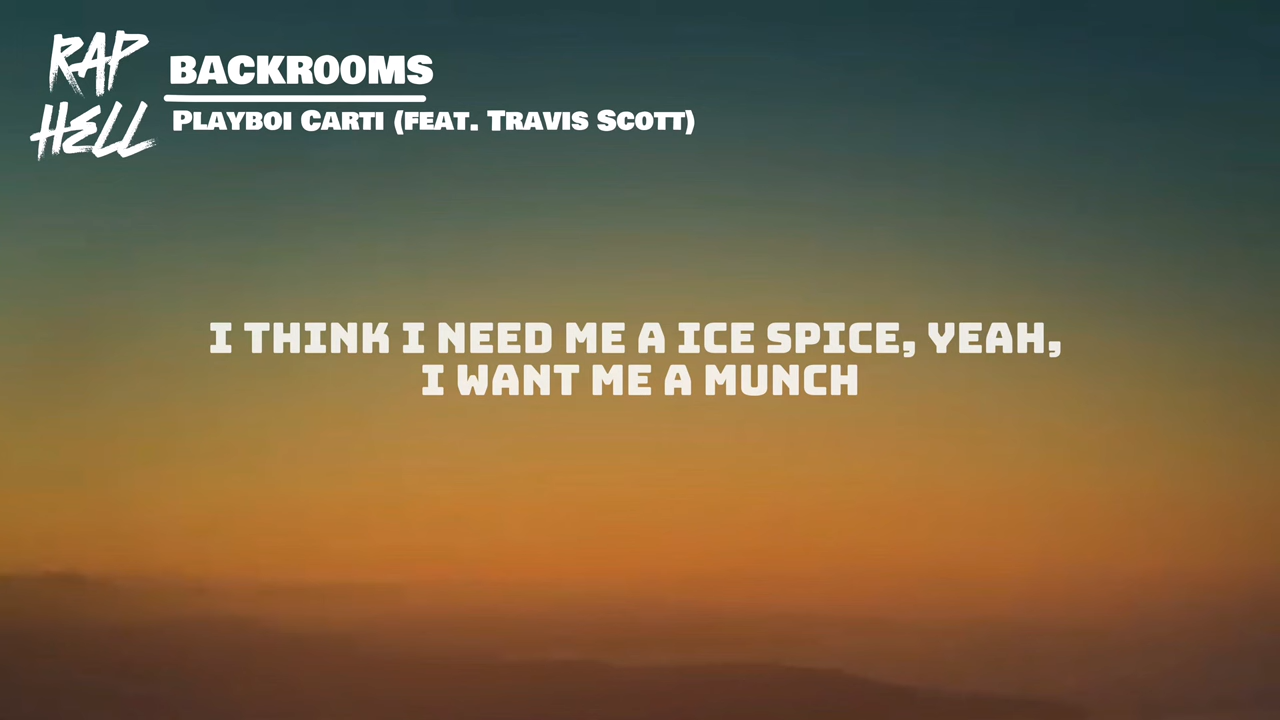 RAP
HELL
BACKROOMS
PLAYBOI CARTI (FEAT. TRAVIS SCOTT)
I THINK I NEED ME A ICE SPICE, YEAH,
I WANT ME A MUNCH